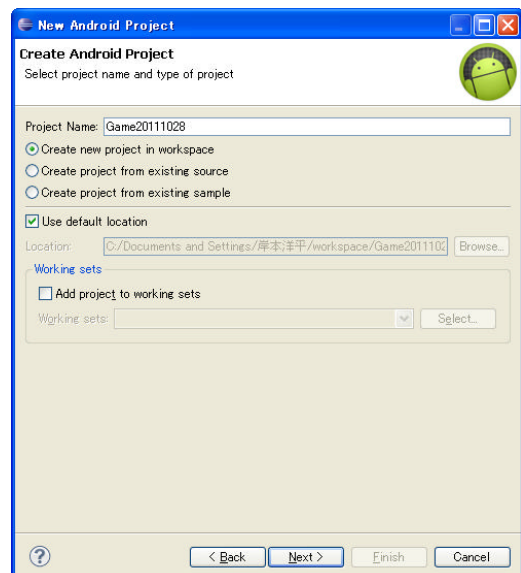 New Android Project
Create Android Project
Select project name and type of project
Project Name: Game20111028
Create new project in workspace
Create project from existing source
Create project from existing sample
Use default location
Location: C:/Documents and Settings/岸本洋平/workspace/Game2011102 Browse...
Working sets
Add project to working sets
Working sets: Select...
? < Back Next > Finish Cancel